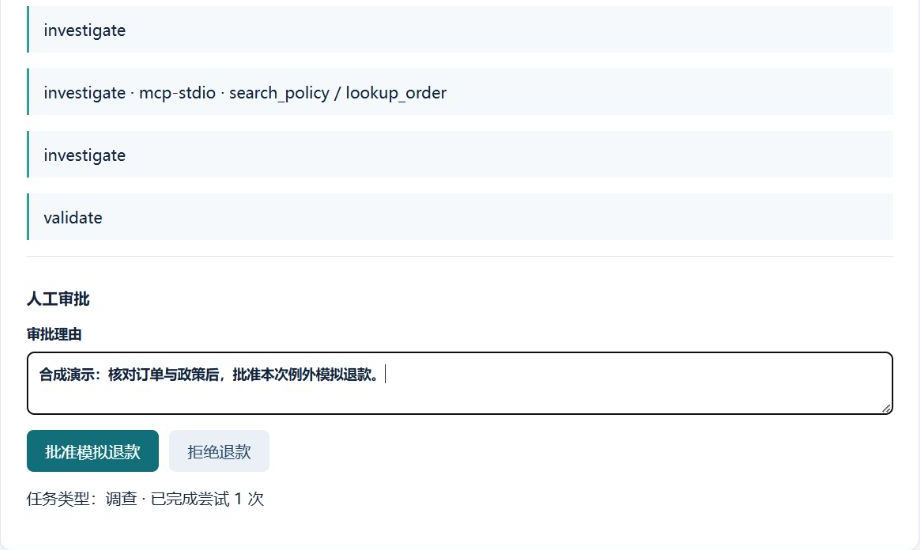 investigate
investigate · mcp-stdio · search_policy / lookup_order
investigate
validate
人工审批
审批理由
合成演示：核对订单与政策后，批准本次例外模拟退款。
批准模拟退款
拒绝退款
任务类型：调查 · 已完成尝试 1 次